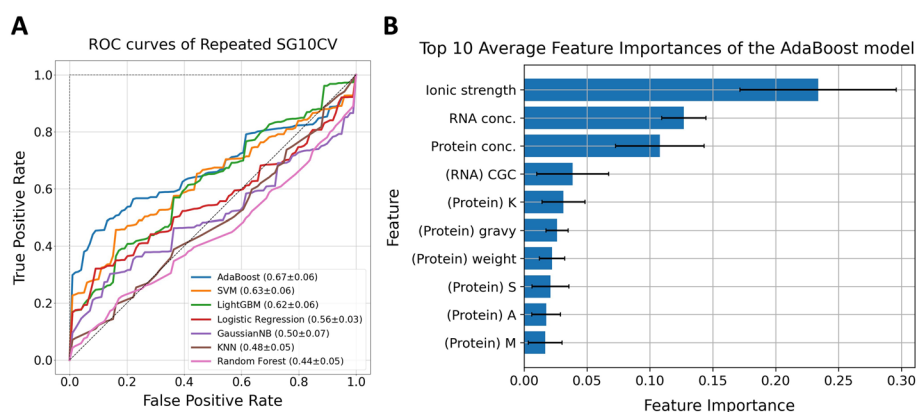 A
ROC curves of Repeated SG10CV
True Positive Rate
1.0
0.8
0.6
0.4
0.2
0.0
AdaBoost (0.67±0.06)
SVM (0.63±0.06)
LightGBM (0.62±0.06)
Logistic Regression (0.56±0.03)
GaussianNB (0.50±0.07)
KNN (0.48±0.05)
Random Forest (0.44±0.05)
0.0 0.2 0.4 0.6 0.8 1.0
False Positive Rate
B
Top 10 Average Feature Importances of the AdaBoost model
Feature
Ionic strength
RNA conc.
Protein conc.
(RNA) CGC
(Protein) K
(Protein) gravy
(Protein) weight
(Protein) S
(Protein) A
(Protein) M
0.00 0.05 0.10 0.15 0.20 0.25 0.30
Feature Importance